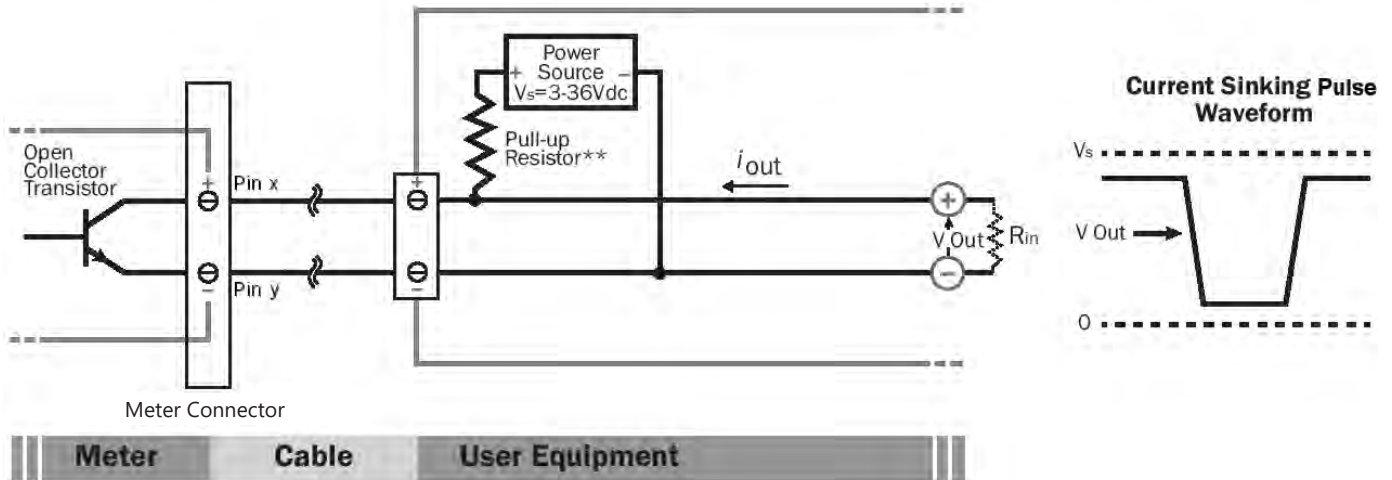 Power
+ Source −
Vs=3-36Vdc
Pull-up
Resistor**
Open
Collector
Transistor
+
Pin x
−
Pin y
+
−
iout
+
V Out
−
Rin
Current Sinking Pulse
Waveform
Vs
V Out
0
Meter Connector
Meter
Cable
User Equipment